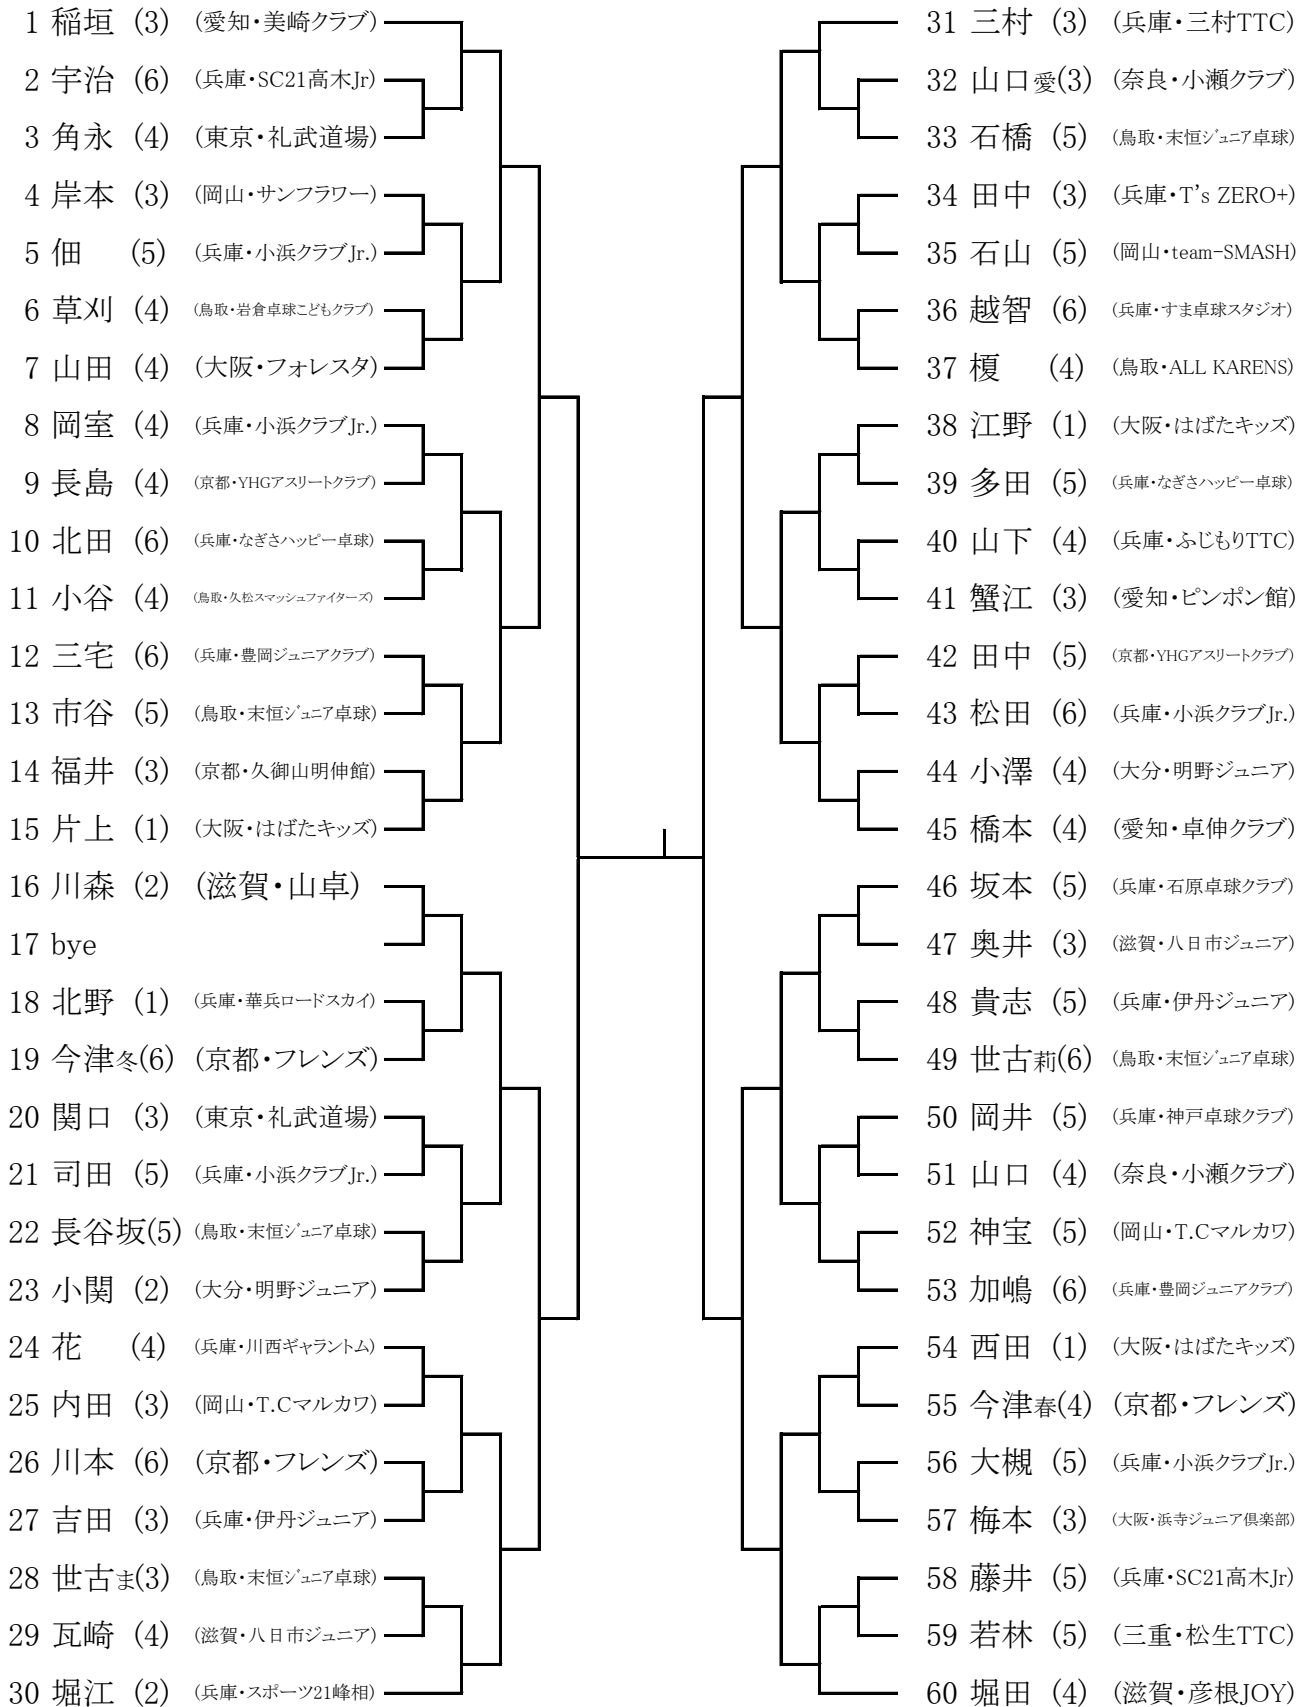 1 稲垣 (3) (愛知・美崎クラブ)
2 宇治 (6) (兵庫・SC21高木Jr)
3 角永 (4) (東京・礼武道場)
4 岸本 (3) (岡山・サンフラワー)
5 佃 (5) (兵庫・小浜クラブJr.)
6 草刈 (4) (鳥取・岩倉卓球こどもクラブ)
7 山田 (4) (大阪・フォレスタ)
8 岡室 (4) (兵庫・小浜クラブJr.)
9 長島 (4) (京都・YHGアスリートクラブ)
10 北田 (6) (兵庫・なぎさハッピー卓球)
11 小谷 (4) (鳥取・久松スマッシュファイターズ)
12 三宅 (6) (兵庫・豊岡ジュニアクラブ)
13 市谷 (5) (鳥取・末恒ジュニア卓球)
14 福井 (3) (京都・久御山明伸館)
15 片上 (1) (大阪・はばたキッズ)
16 川森 (2) (滋賀・山卓)
17 bye
18 北野 (1) (兵庫・華兵ロードスカイ)
19 今津冬(6) (京都・フレンズ)
20 関口 (3) (東京・礼武道場)
21 司田 (5) (兵庫・小浜クラブJr.)
22 長谷坂(5) (鳥取・末恒ジュニア卓球)
23 小関 (2) (大分・明野ジュニア)
24 花 (4) (兵庫・川西ギャラントム)
25 内田 (3) (岡山・T.Cマルカワ)
26 川本 (6) (京都・フレンズ)
27 吉田 (3) (兵庫・伊丹ジュニア)
28 世古ま(3) (鳥取・末恒ジュニア卓球)
29 瓦崎 (4) (滋賀・八日市ジュニア)
30 堀江 (2) (兵庫・スポーツ21峰相)
31 三村 (3) (兵庫・三村TTC)
32 山口愛(3) (奈良・小瀬クラブ)
33 石橋 (5) (鳥取・末恒ジュニア卓球)
34 田中 (3) (兵庫・T's ZERO+)
35 石山 (5) (岡山・team-SMASH)
36 越智 (6) (兵庫・すま卓球スタジオ)
37 榎 (4) (鳥取・ALL KARENS)
38 江野 (1) (大阪・はばたキッズ)
39 多田 (5) (兵庫・なぎさハッピー卓球)
40 山下 (4) (兵庫・ふじもりTTC)
41 蟹江 (3) (愛知・ピンポン館)
42 田中 (5) (京都・YHGアスリートクラブ)
43 松田 (6) (兵庫・小浜クラブJr.)
44 小澤 (4) (大分・明野ジュニア)
45 橋本 (4) (愛知・卓伸クラブ)
46 坂本 (5) (兵庫・石原卓球クラブ)
47 奥井 (3) (滋賀・八日市ジュニア)
48 貴志 (5) (兵庫・伊丹ジュニア)
49 世古莉(6) (鳥取・末恒ジュニア卓球)
50 岡井 (5) (兵庫・神戸卓球クラブ)
51 山口 (4) (奈良・小瀬クラブ)
52 神宝 (5) (岡山・T.Cマルカワ)
53 加嶋 (6) (兵庫・豊岡ジュニアクラブ)
54 西田 (1) (大阪・はばたキッズ)
55 今津春(4) (京都・フレンズ)
56 大槻 (5) (兵庫・小浜クラブJr.)
57 梅本 (3) (大阪・浜寺ジュニア倶楽部)
58 藤井 (5) (兵庫・SC21高木Jr)
59 若林 (5) (三重・松生TTC)
60 堀田 (4) (滋賀・彦根JOY)